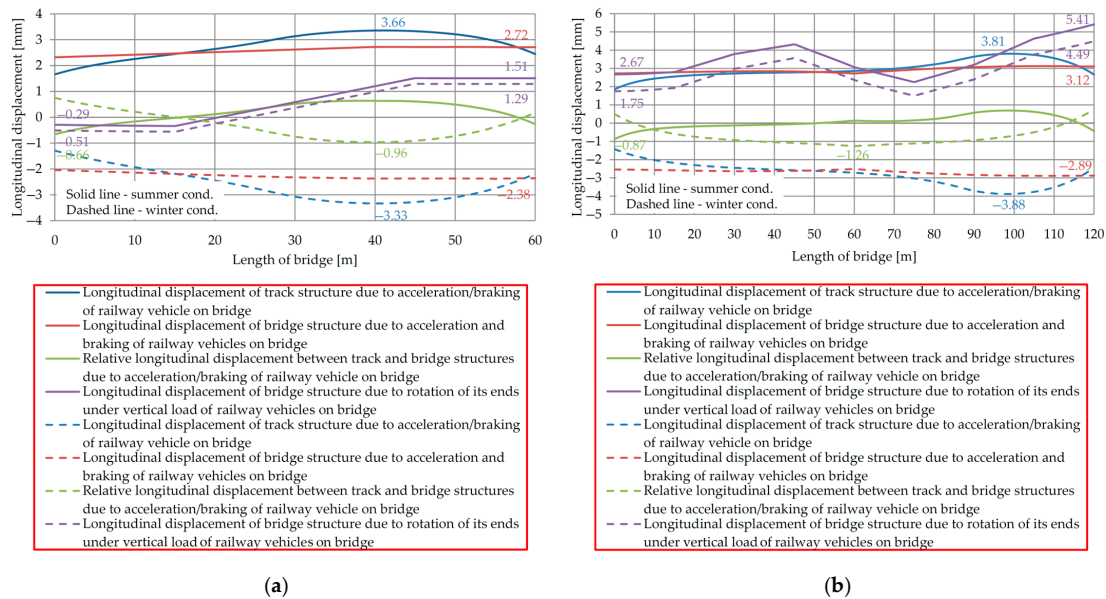 Longitudinal displacement [mm]
4
3
2
1
0
−1
−2
−3
−4
3.66
2.72
1.51
1.29
−0.29
−0.51
−0.66
−0.96
−2.38
−3.33
Solid line - summer cond.
Dashed line - winter cond.
0 10 20 30 40 50 60
Length of bridge [m]
Longitudinal displacement of track structure due to acceleration/braking
of railway vehicle on bridge
Longitudinal displacement of bridge structure due to acceleration and
braking of railway vehicles on bridge
Relative longitudinal displacement between track and bridge structures
due to acceleration/braking of railway vehicle on bridge
Longitudinal displacement of bridge structure due to rotation of its ends
under vertical load of railway vehicles on bridge
Longitudinal displacement of track structure due to acceleration/braking
of railway vehicle on bridge
Longitudinal displacement of bridge structure due to acceleration and
braking of railway vehicles on bridge
Relative longitudinal displacement between track and bridge structures
due to acceleration/braking of railway vehicle on bridge
Longitudinal displacement of bridge structure due to rotation of its ends
under vertical load of railway vehicles on bridge
(a)
Longitudinal displacement [mm]
6
5
4
3
2
1
0
−1
−2
−3
−4
−5
5.41
3.81
4.49
2.67
3.12
1.75
−0.87
−1.26
−2.89
−3.88
Solid line - summer cond.
Dashed line - winter cond.
0 10 20 30 40 50 60 70 80 90 100 110 120
Length of bridge [m]
Longitudinal displacement of track structure due to acceleration/braking
of railway vehicle on bridge
Longitudinal displacement of bridge structure due to acceleration and
braking of railway vehicles on bridge
Relative longitudinal displacement between track and bridge structures
due to acceleration/braking of railway vehicle on bridge
Longitudinal displacement of bridge structure due to rotation of its ends
under vertical load of railway vehicles on bridge
Longitudinal displacement of track structure due to acceleration/braking
of railway vehicle on bridge
Longitudinal displacement of bridge structure due to acceleration and
braking of railway vehicles on bridge
Relative longitudinal displacement between track and bridge structures
due to acceleration/braking of railway vehicle on bridge
Longitudinal displacement of bridge structure due to rotation of its ends
under vertical load of railway vehicles on bridge
(b)